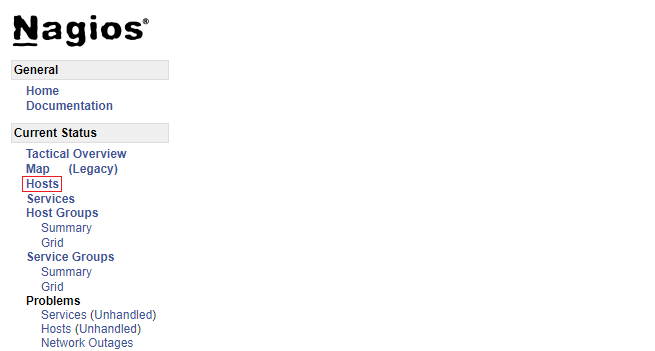 Nagios®
General
Home
Documentation
Current Status
Tactical Overview
Map (Legacy)
Hosts
Services
Host Groups
Summary
Grid
Service Groups
Summary
Grid
Problems
Services (Unhandled)
Hosts (Unhandled)
Network Outages